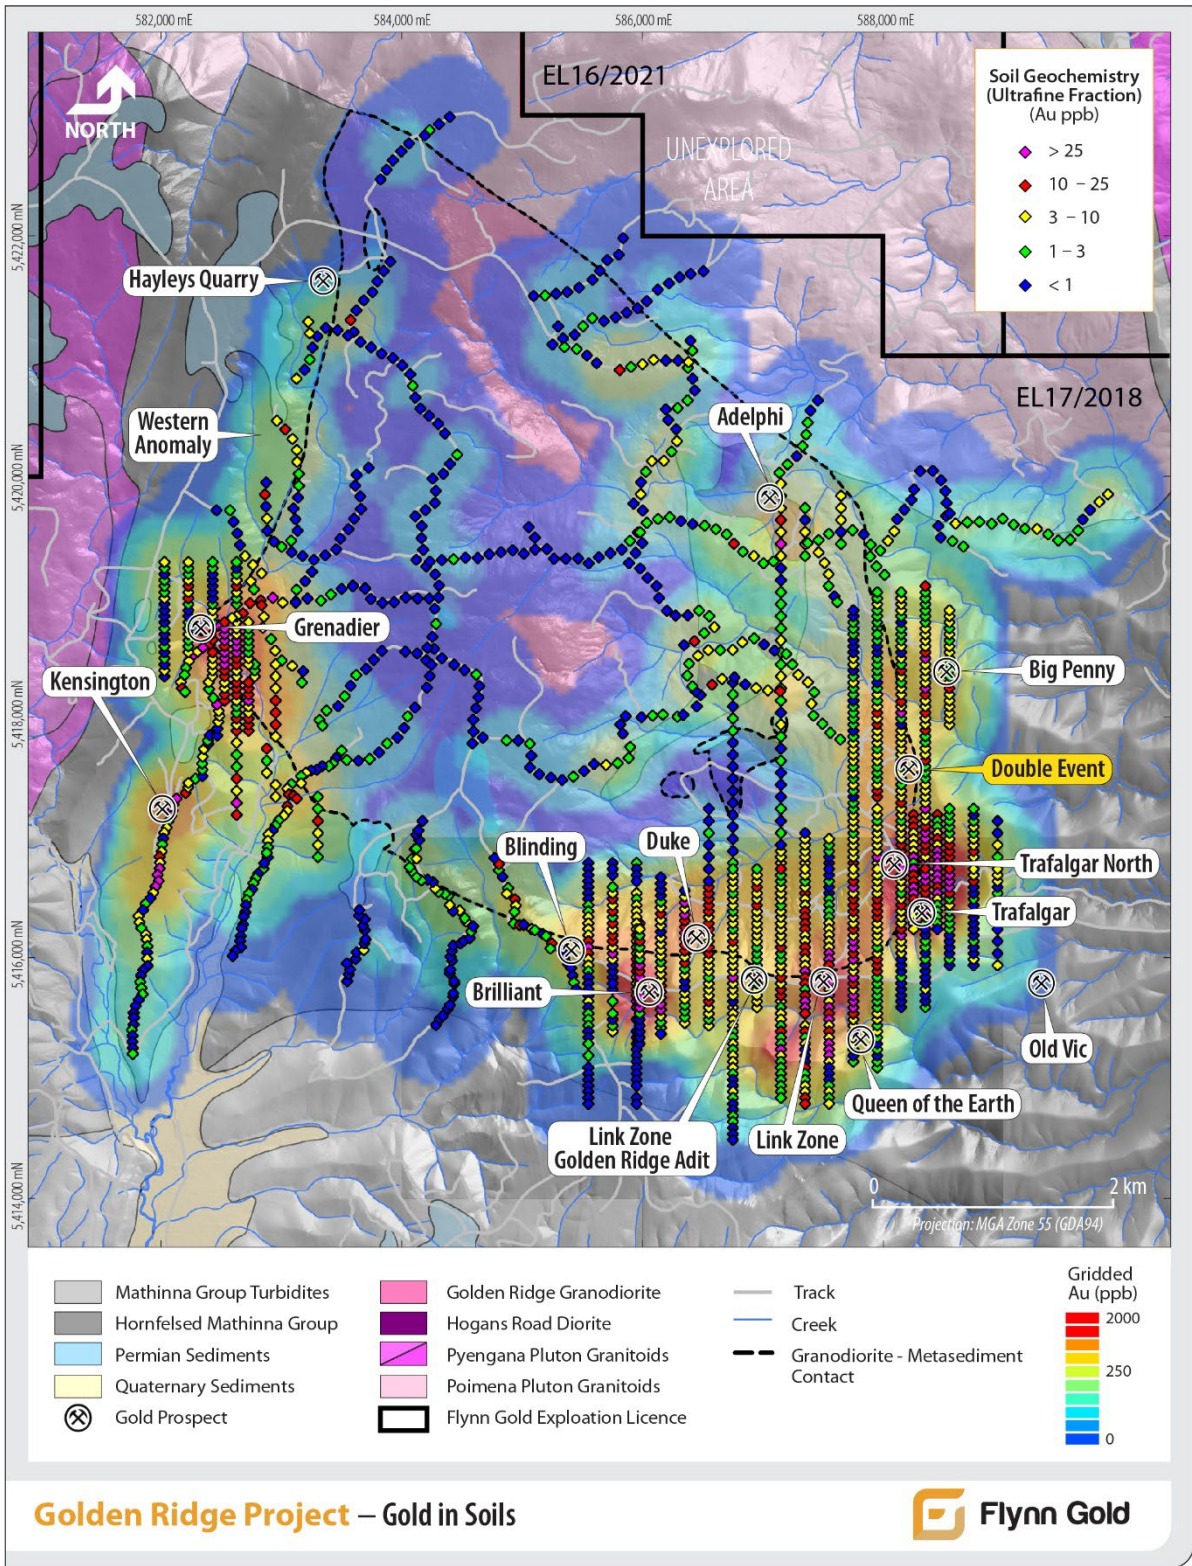 582,000 mE
584,000 mE
586,000 mE
588,000 mE
EL16/2021
Soil Geochemistry
(Ultrafine Fraction)
(Au ppb)
> 25
10 – 25
3 – 10
1 – 3
< 1
NORTH
UNEXPLORED
AREA
5,422,000 mN
Hayleys Quarry
EL17/2018
Western
Anomaly
Adelphi
5,420,000 mN
Grenadier
Kensington
Big Penny
5,418,000 mN
Double Event
Blinding
Duke
Trafalgar North
Trafalgar
5,416,000 mN
Brilliant
Old Vic
Queen of the Earth
Link Zone
Golden Ridge Adit
Link Zone
5,414,000 mN
0
2 km
Projection: MGA Zone 55 (GDA94)
Mathinna Group Turbidites
Hornfelsed Mathinna Group
Permian Sediments
Quaternary Sediments
Gold Prospect
Golden Ridge Granodiorite
Hogans Road Diorite
Pyengana Pluton Granitoids
Poimena Pluton Granitoids
Flynn Gold Exploation Licence
Track
Creek
Granodiorite - Metasediment
Contact
Gridded
Au (ppb)
2000
250
0
Golden Ridge Project – Gold in Soils
Flynn Gold